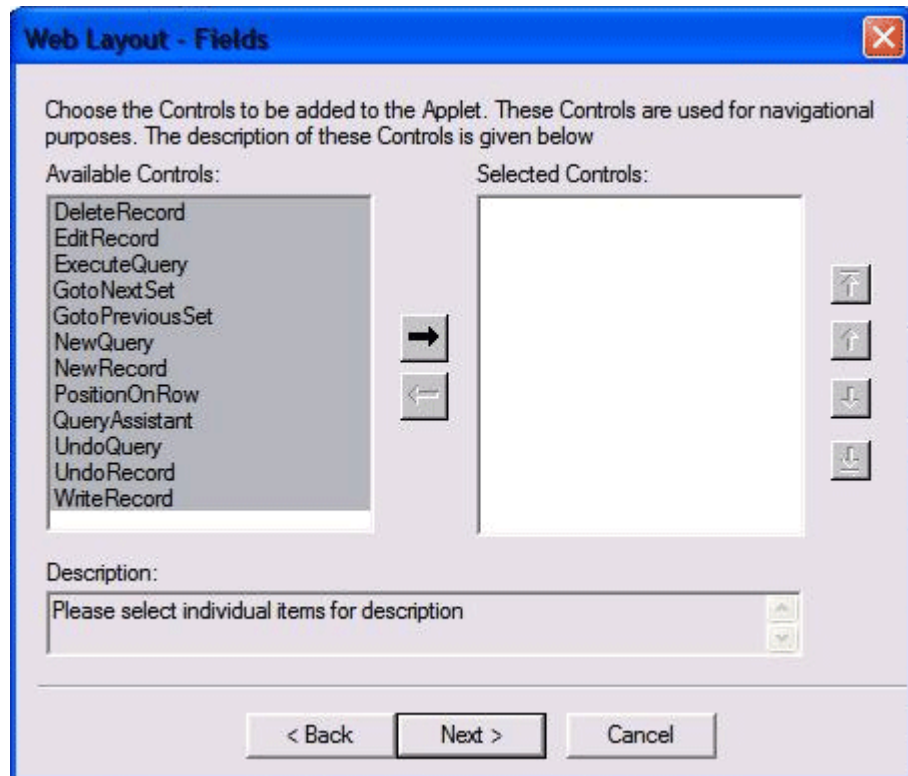 Web Layout - Fields
Choose the Controls to be added to the Applet. These Controls are used for navigational
purposes. The description of these Controls is given below
Available Controls:
Selected Controls:
DeleteRecord
EditRecord
ExecuteQuery
GotoNextSet
GotoPreviousSet
NewQuery
NewRecord
PositionOnRow
QueryAssistant
UndoQuery
UndoRecord
WriteRecord
Description:
Please select individual items for description
< Back
Next >
Cancel